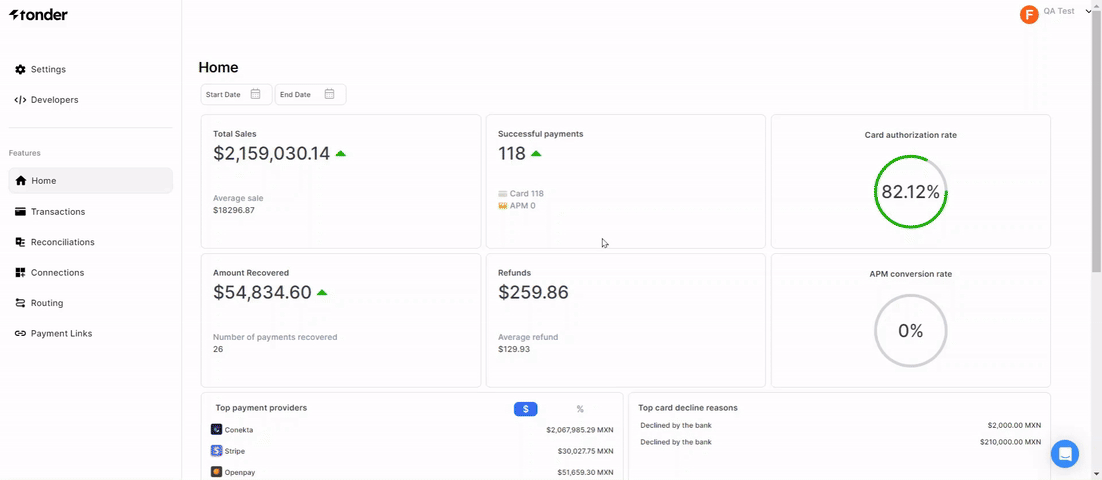 tonder
QA Test
Settings
Developers
Features
Home
Transactions
Reconciliations
Connections
Routing
Payment Links
Home
Start Date
End Date
Total Sales
$2,159,030.14
Average sale
$18296.87
Successful payments
118
Card 118
APM 0
Card authorization rate
82.12%
Amount Recovered
$54,834.60
Number of payments recovered
26
Refunds
$259.86
Average refund
$129.93
APM conversion rate
0%
Top payment providers
$ %
Conekta $2,067,985.29 MXN
Stripe $30,027.75 MXN
Openpay $51,659.30 MXN
Top card decline reasons
Declined by the bank $2,000.00 MXN
Declined by the bank $210,000.00 MXN